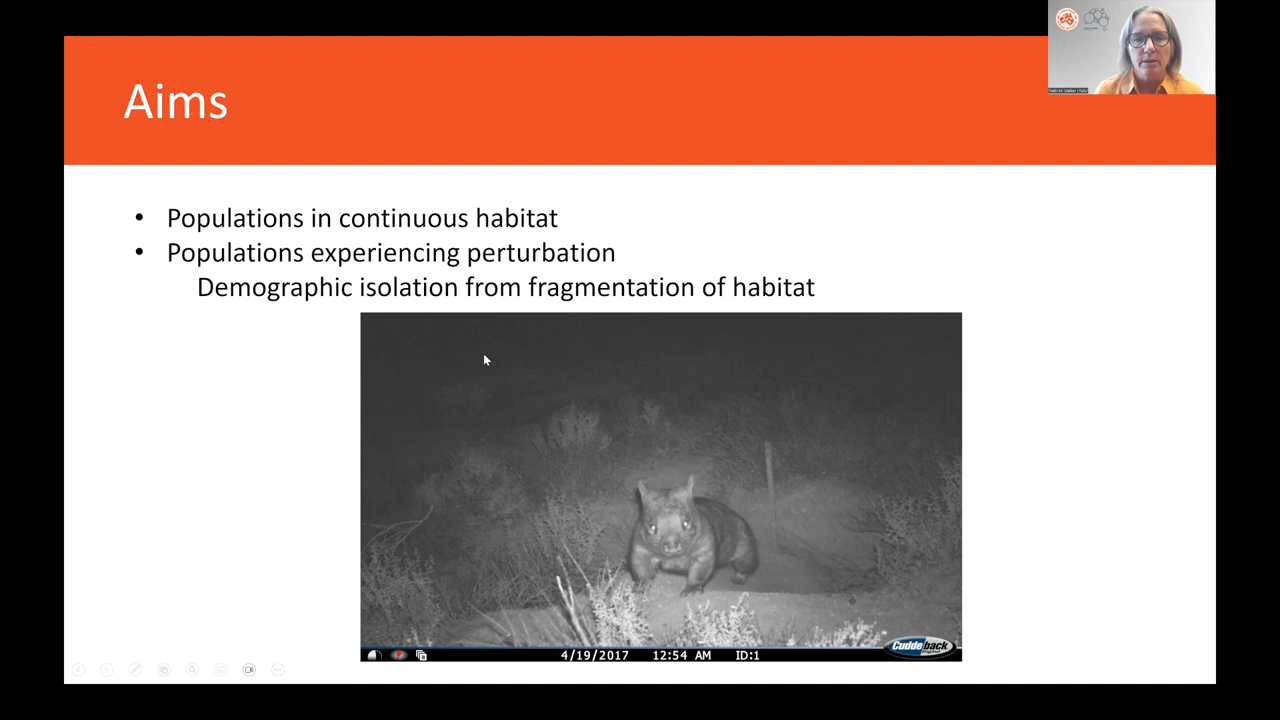 Aims
• Populations in continuous habitat
• Populations experiencing perturbation
Demographic isolation from fragmentation of habitat
4/19/2017 12:54 AM ID:1
Cuddeback